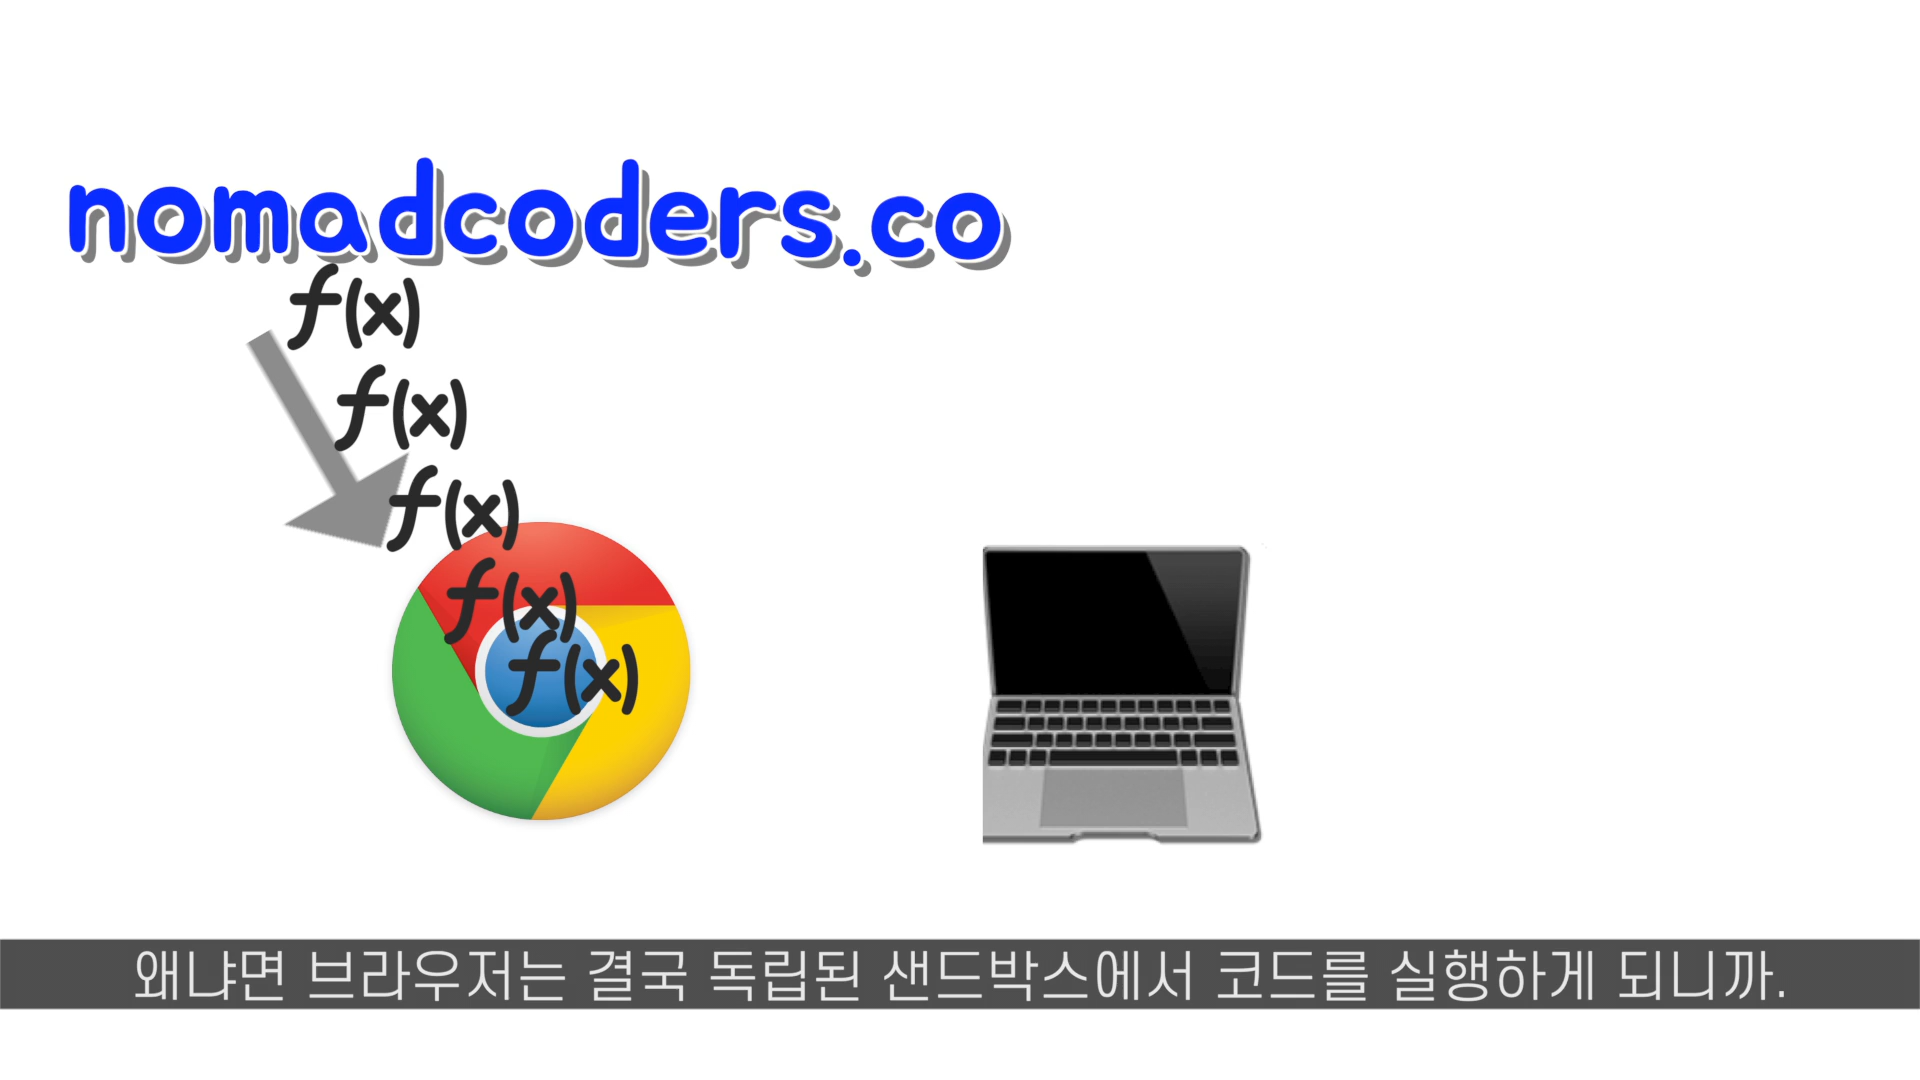 nomadcoders.co
f(x)
f(x)
f(x)
f(x)
f(x)
왜냐면 브라우저는 결국 독립된 샌드박스에서 코드를 실행하게 되니까.